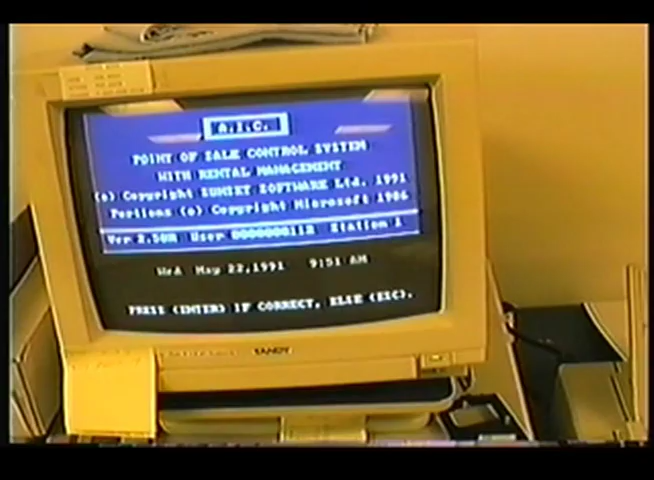 A.I.C.
POINT OF SALE CONTROL SYSTEM
WITH RENTAL MANAGEMENT
(c) Copyright SUNSET SOFTWARE Ltd. 1991
Portions (c) Copyright Microsoft 1986
Ver 2.50R User 0000000112 Station 1
May 22,1991 9:51 AM
PRESS (ENTER) IF CORRECT, ELSE (ESC).
TANDY